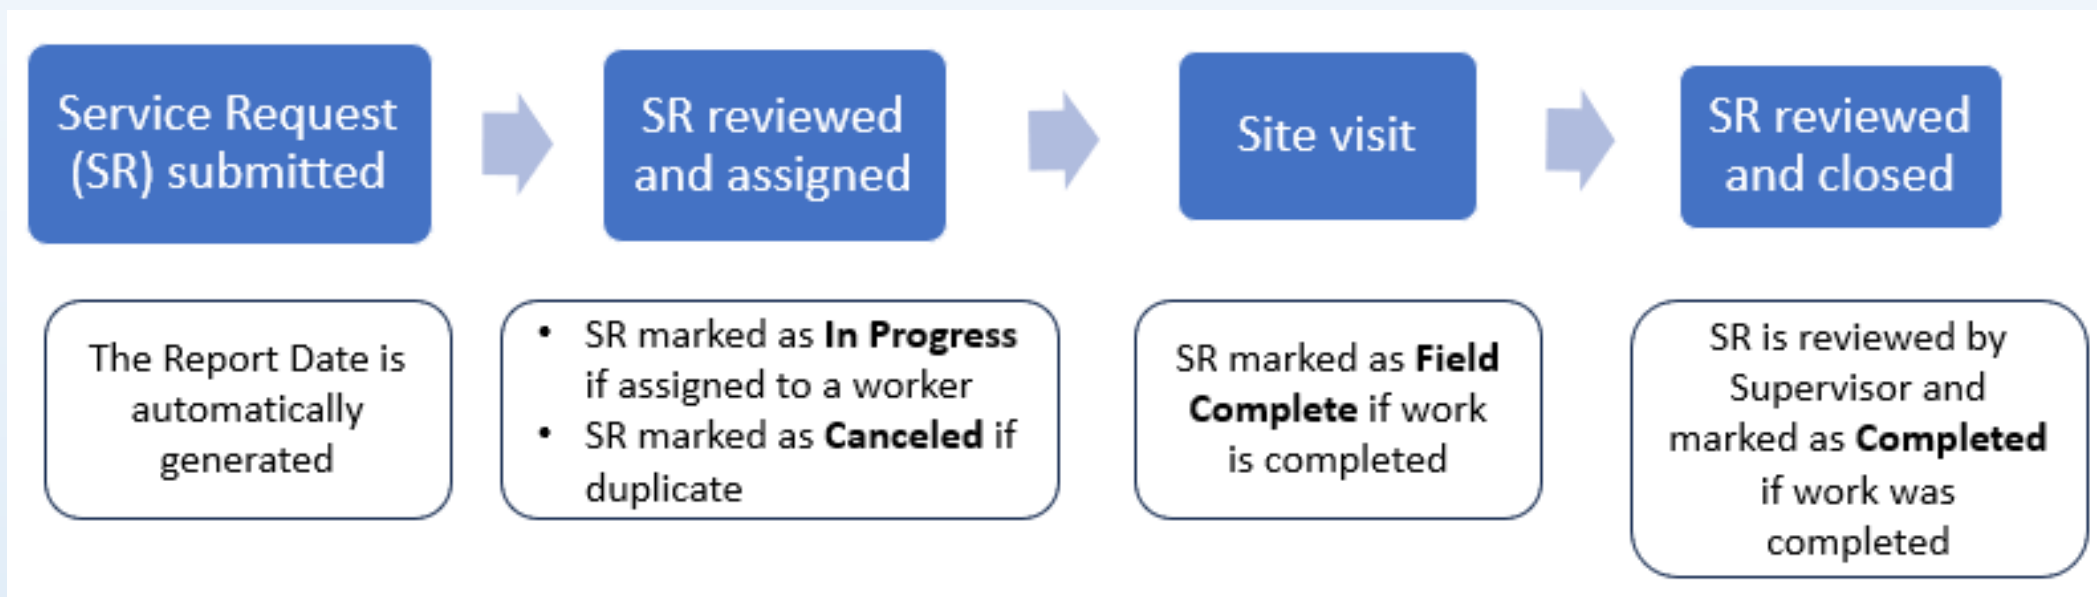 Service Request
(SR) submitted
SR reviewed
and assigned
Site visit
SR reviewed
and closed
The Report Date is
automatically
generated
• SR marked as In Progress
if assigned to a worker
• SR marked as Canceled if
duplicate
SR marked as Field
Complete if work
is completed
SR is reviewed by
Supervisor and
marked as Completed
if work was
completed